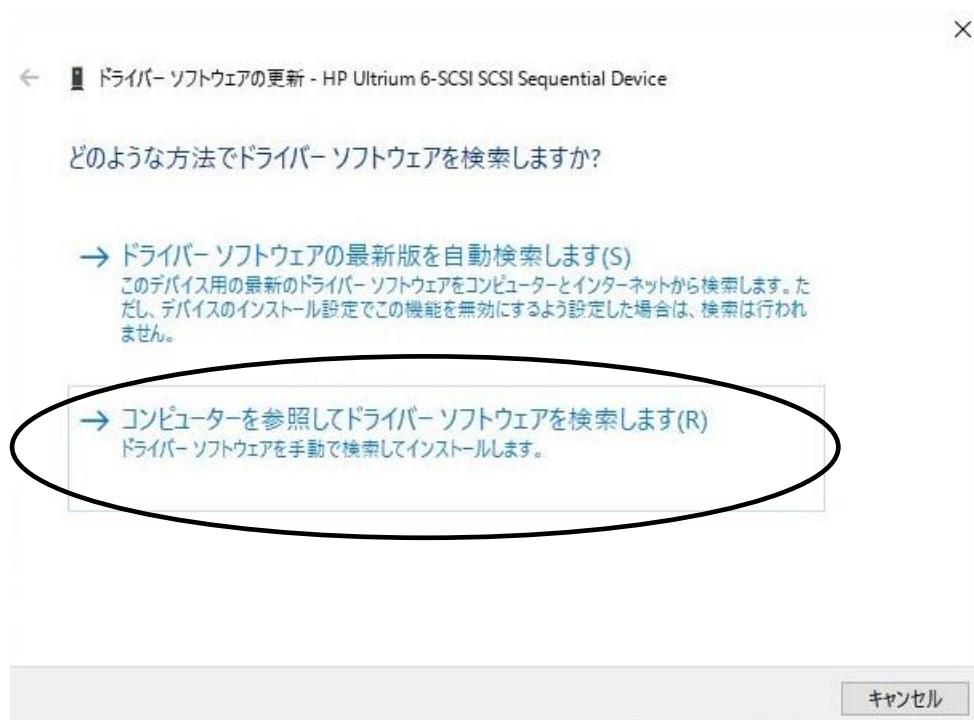 ドライバー ソフトウェアの更新 - HP Ultrium 6-SCSI SCSI Sequential Device
どのような方法でドライバー ソフトウェアを検索しますか?
→ ドライバー ソフトウェアの最新版を自動検索します(S)
このデバイス用の最新のドライバー ソフトウェアをコンピューターとインターネットから検索します。た
だし、デバイスのインストール設定でこの機能を無効にするよう設定した場合は、検索は行われ
ません。
→ コンピューターを参照してドライバー ソフトウェアを検索します(R)
ドライバー ソフトウェアを手動で検索してインストールします。
キャンセル